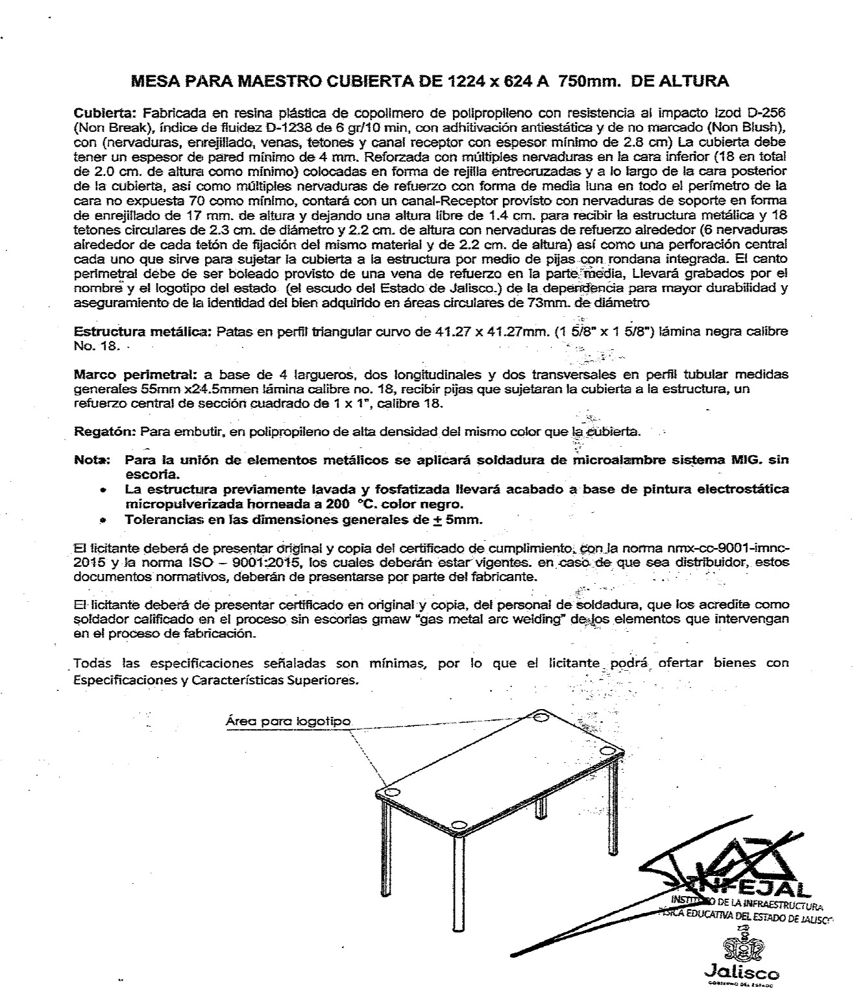 MESA PARA MAESTRO CUBIERTA DE 1224 x 624 A 750mm. DE ALTURA
Cubierta: Fabricada en resina plástica de copolímero de polipropileno con resistencia al impacto Izod D-256
(Non Break), índice de fluidez D-1238 de 6 gr/10 min, con adhitivación antiestática y de no marcado (Non Blush),
con (nervaduras, enrejillado, venas, tetones y canal receptor con espesor mínimo de 2.8 cm) La cubierta debe
tener un espesor de pared mínimo de 4 mm. Reforzada con múltiples nervaduras en la cara inferior (18 en total
de 2.0 cm. de altura como mínimo) colocadas en forma de rejilla entrecruzadas y a lo largo de la cara posterior
de la cubierta, así como múltiples nervaduras de refuerzo con forma de media luna en todo el perímetro de la
cara no expuesta 70 como mínimo, contará con un canal-Receptor provisto con nervaduras de soporte en forma
de enrejillado de 17 mm. de altura y dejando una altura libre de 1.4 cm. para recibir la estructura metálica y 18
tetones circulares de 2.3 cm. de diámetro y 2.2 cm. de altura con nervaduras de refuerzo alrededor (6 nervaduras
alrededor de cada tetón de fijación del mismo material y de 2.2 cm. de altura) así como una perforación central
cada uno que sirve para sujetar la cubierta a la estructura por medio de pijas con rondana integrada. El canto
perimetral debe de ser boleado provisto de una vena de refuerzo en la parte media, Llevará grabados por el
nombre y el logotipo del estado (el escudo del Estado de Jalisco.) de la dependencia para mayor durabilidad y
aseguramiento de la identidad del bien adquirido en áreas circulares de 73mm. de diámetro
Estructura metálica: Patas en perfil triangular curvo de 41.27 x 41.27mm. (1 5/8" x 1 5/8") lámina negra calibre
No. 18.
Marco perimetral: a base de 4 largueros, dos longitudinales y dos transversales en perfil tubular medidas
generales 55mm x24.5mmen lámina calibre no. 18, recibir pijas que sujetaran la cubierta a la estructura, un
refuerzo central de sección cuadrado de 1 x 1", calibre 18.
Regatón: Para embutir, en polipropileno de alta densidad del mismo color que la cubierta.
Nota: Para la unión de elementos metálicos se aplicará soldadura de microalambre sistema MIG. sin
escoria.
• La estructura previamente lavada y fosfatizada llevará acabado a base de pintura electrostática
micropulverizada horneada a 200 °C. color negro.
• Tolerancias en las dimensiones generales de ± 5mm.
El licitante deberá de presentar original y copia del certificado de cumplimiento, con la norma nmx-cc-9001-imnc-
2015 y la norma ISO – 9001:2015, los cuales deberán estar vigentes. en caso de que sea distribuidor, estos
documentos normativos, deberán de presentarse por parte del fabricante.
El licitante deberá de presentar certificado en original y copia, del personal de soldadura, que los acredite como
soldador calificado en el proceso sin escorias gmaw "gas metal arc welding" de los elementos que intervengan
en el proceso de fabricación.
Todas las especificaciones señaladas son mínimas, por lo que el licitante podrá ofertar bienes con
Especificaciones y Características Superiores.
Área para logotipo
INFEJAL
INSTITUTO DE LA INFRAESTRUCTURA
FÍSICA EDUCATIVA DEL ESTADO DE JALISCO
Jalisco
GOBIERNO DEL ESTADO